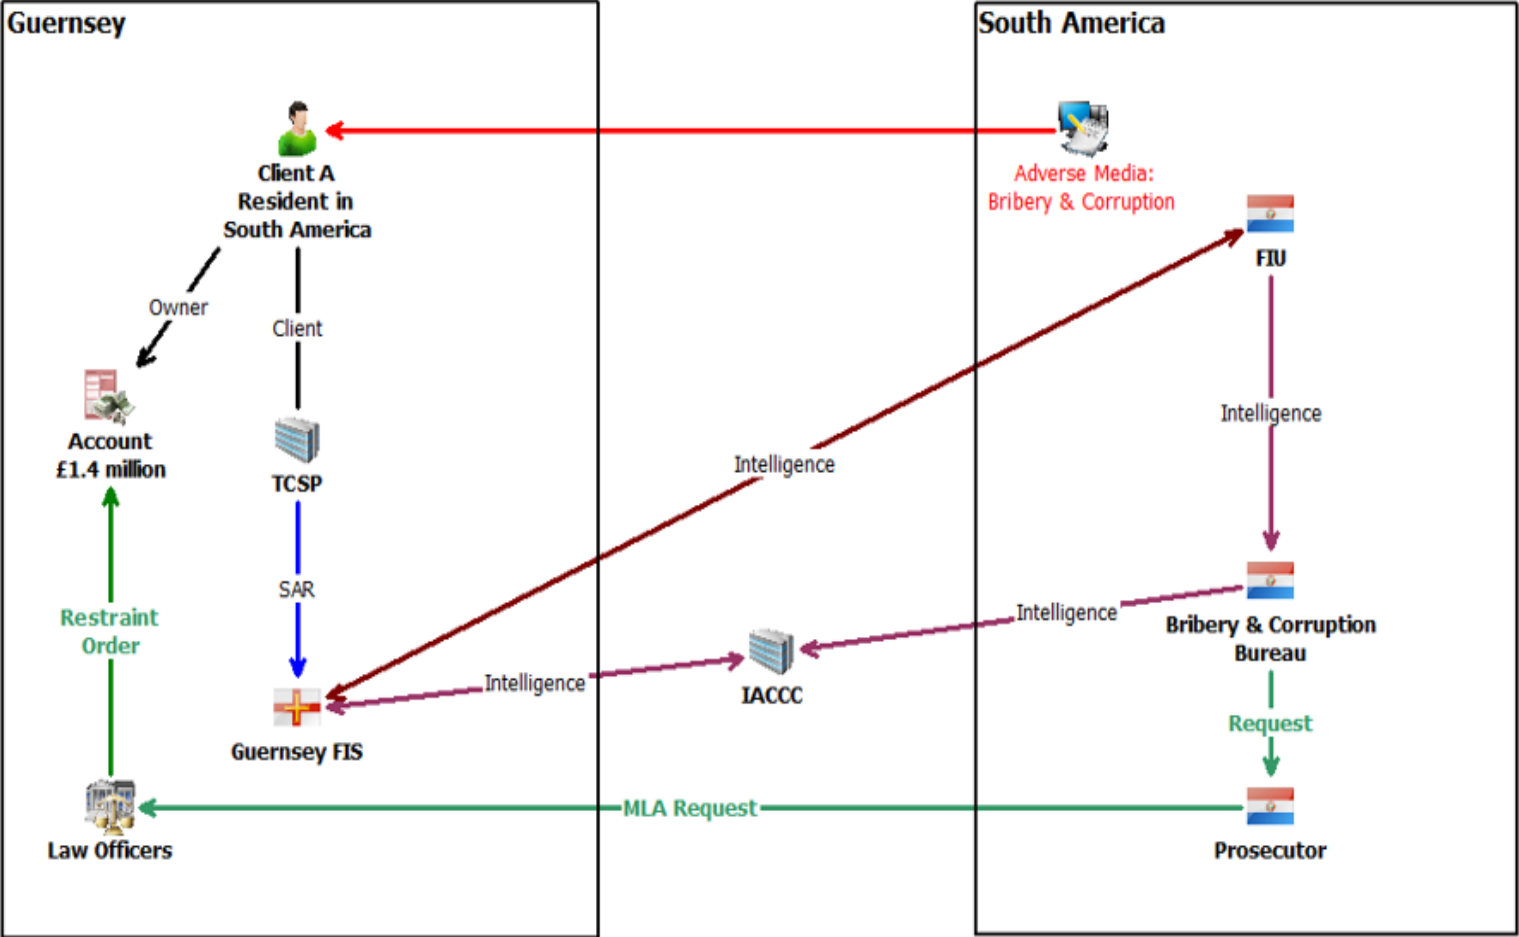 Guernsey
South America
Client A
Resident in
South America
Adverse Media:
Bribery & Corruption
FIU
Owner
Client
Account
£1.4 million
TCSP
Intelligence
Intelligence
SAR
Restraint
Order
Intelligence
Intelligence
Bribery & Corruption
Bureau
IACCC
Guernsey FIS
Request
MLA Request
Law Officers
Prosecutor